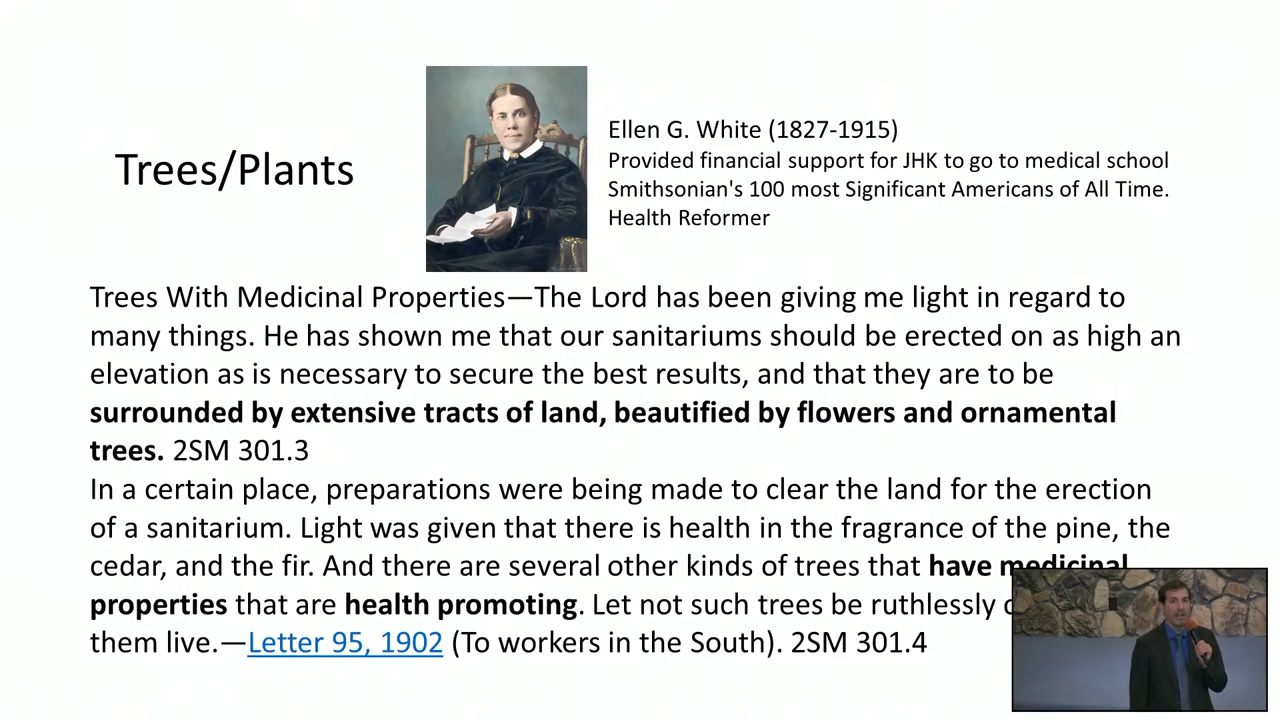 Trees/Plants
Ellen G. White (1827-1915)
Provided financial support for JHK to go to medical school
Smithsonian's 100 most Significant Americans of All Time.
Health Reformer
Trees With Medicinal Properties—The Lord has been giving me light in regard to
many things. He has shown me that our sanitariums should be erected on as high an
elevation as is necessary to secure the best results, and that they are to be
surrounded by extensive tracts of land, beautified by flowers and ornamental
trees. 2SM 301.3
In a certain place, preparations were being made to clear the land for the erection
of a sanitarium. Light was given that there is health in the fragrance of the pine, the
cedar, and the fir. And there are several other kinds of trees that have medicinal
properties that are health promoting. Let not such trees be ruthlessly
them live.—Letter 95, 1902 (To workers in the South). 2SM 301.4